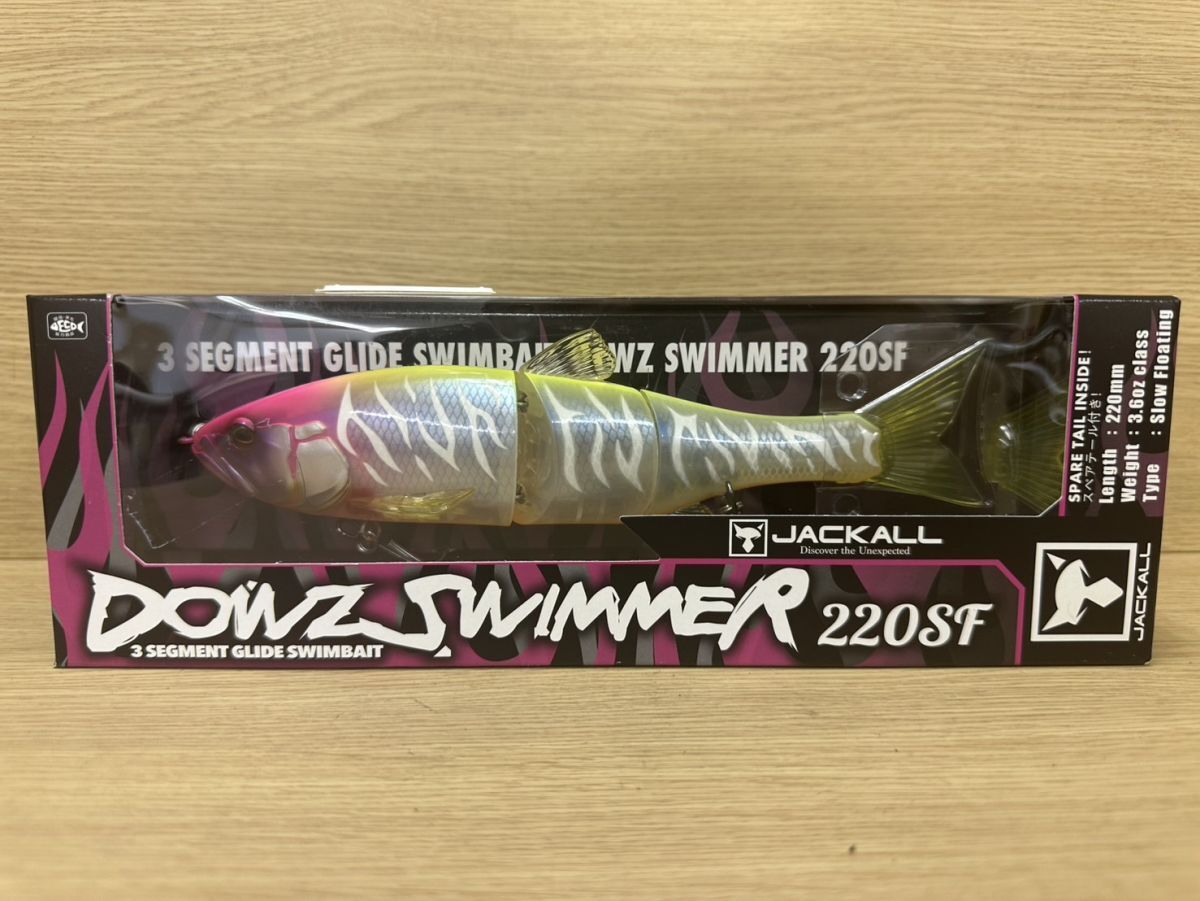 3 SEGMENT GLIDE SWIMBAIT DOWZ SWIMMER 220SF
SPARE TAIL INSIDE!
スペアテール付き!
Length : 220mm
Weight : 3.6oz class
Type : Slow Floating
JACKALL
Discover the Unexpected
DOWZ SWIMMER 220SF
3 SEGMENT GLIDE SWIMBAIT
JACKALL